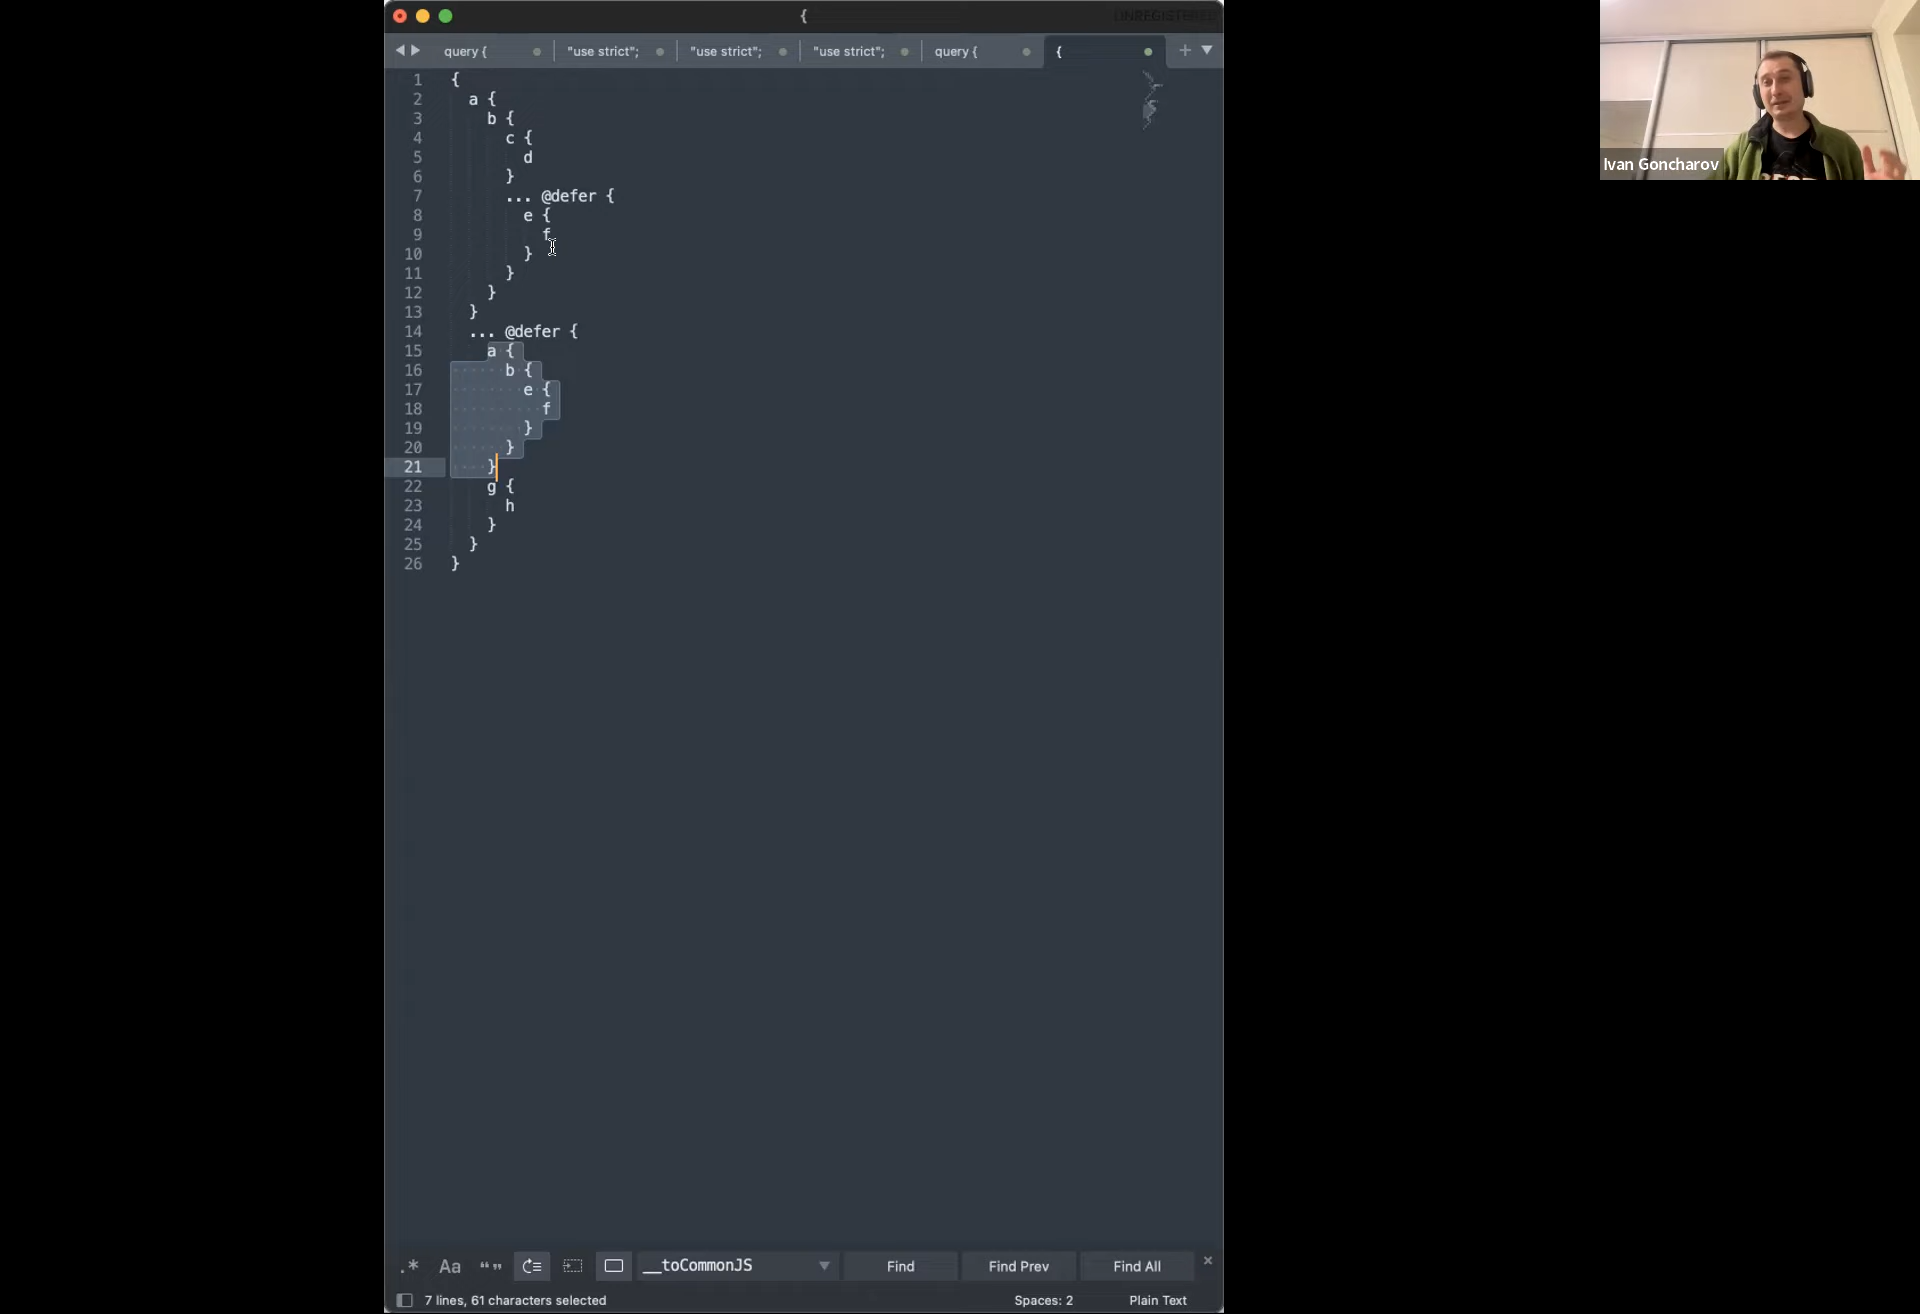 {
UNREGISTERED
query {
"use strict";
"use strict";
"use strict";
query {
{
1 {
2   a {
3     b {
4       c {
5         d
6       }
7       ... @defer {
8         e {
9           f
10         }
11       }
12     }
13   }
14   ... @defer {
15     a {
16       b {
17         e {
18           f
19         }
20       }
21     }
22     g {
23       h
24     }
25   }
26 }
.* Aa “” __toCommonJS Find Find Prev Find All
7 lines, 61 characters selected Spaces: 2 Plain Text
Ivan Goncharov